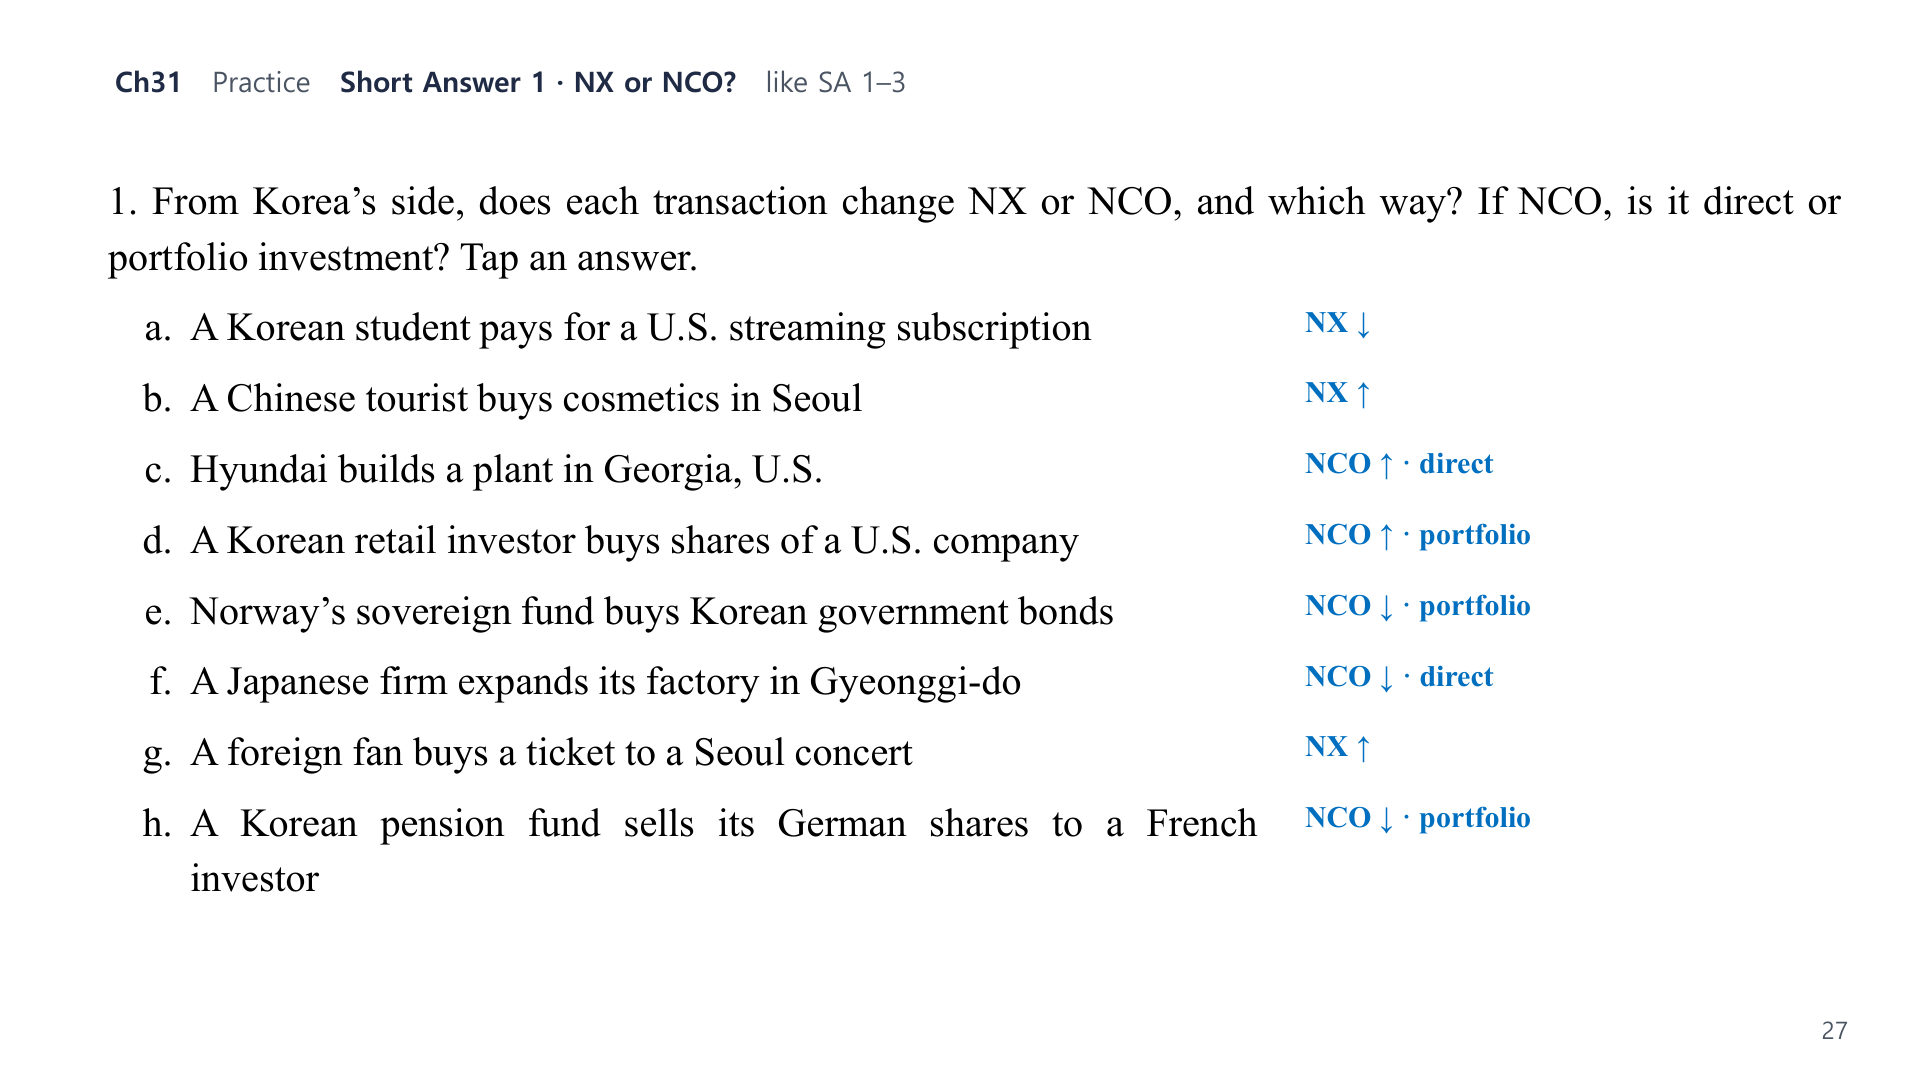 Ch31 Practice Short Answer 1 · NX or NCO? like SA 1–3
1. From Korea’s side, does each transaction change NX or NCO, and which way? If NCO, is it direct or
portfolio investment? Tap an answer.
a. A Korean student pays for a U.S. streaming subscription NX ↓
b. A Chinese tourist buys cosmetics in Seoul NX ↑
c. Hyundai builds a plant in Georgia, U.S. NCO ↑ · direct
d. A Korean retail investor buys shares of a U.S. company NCO ↑ · portfolio
e. Norway’s sovereign fund buys Korean government bonds NCO ↓ · portfolio
f. A Japanese firm expands its factory in Gyeonggi-do NCO ↓ · direct
g. A foreign fan buys a ticket to a Seoul concert NX ↑
h. A Korean pension fund sells its German shares to a French NCO ↓ · portfolio
investor
27